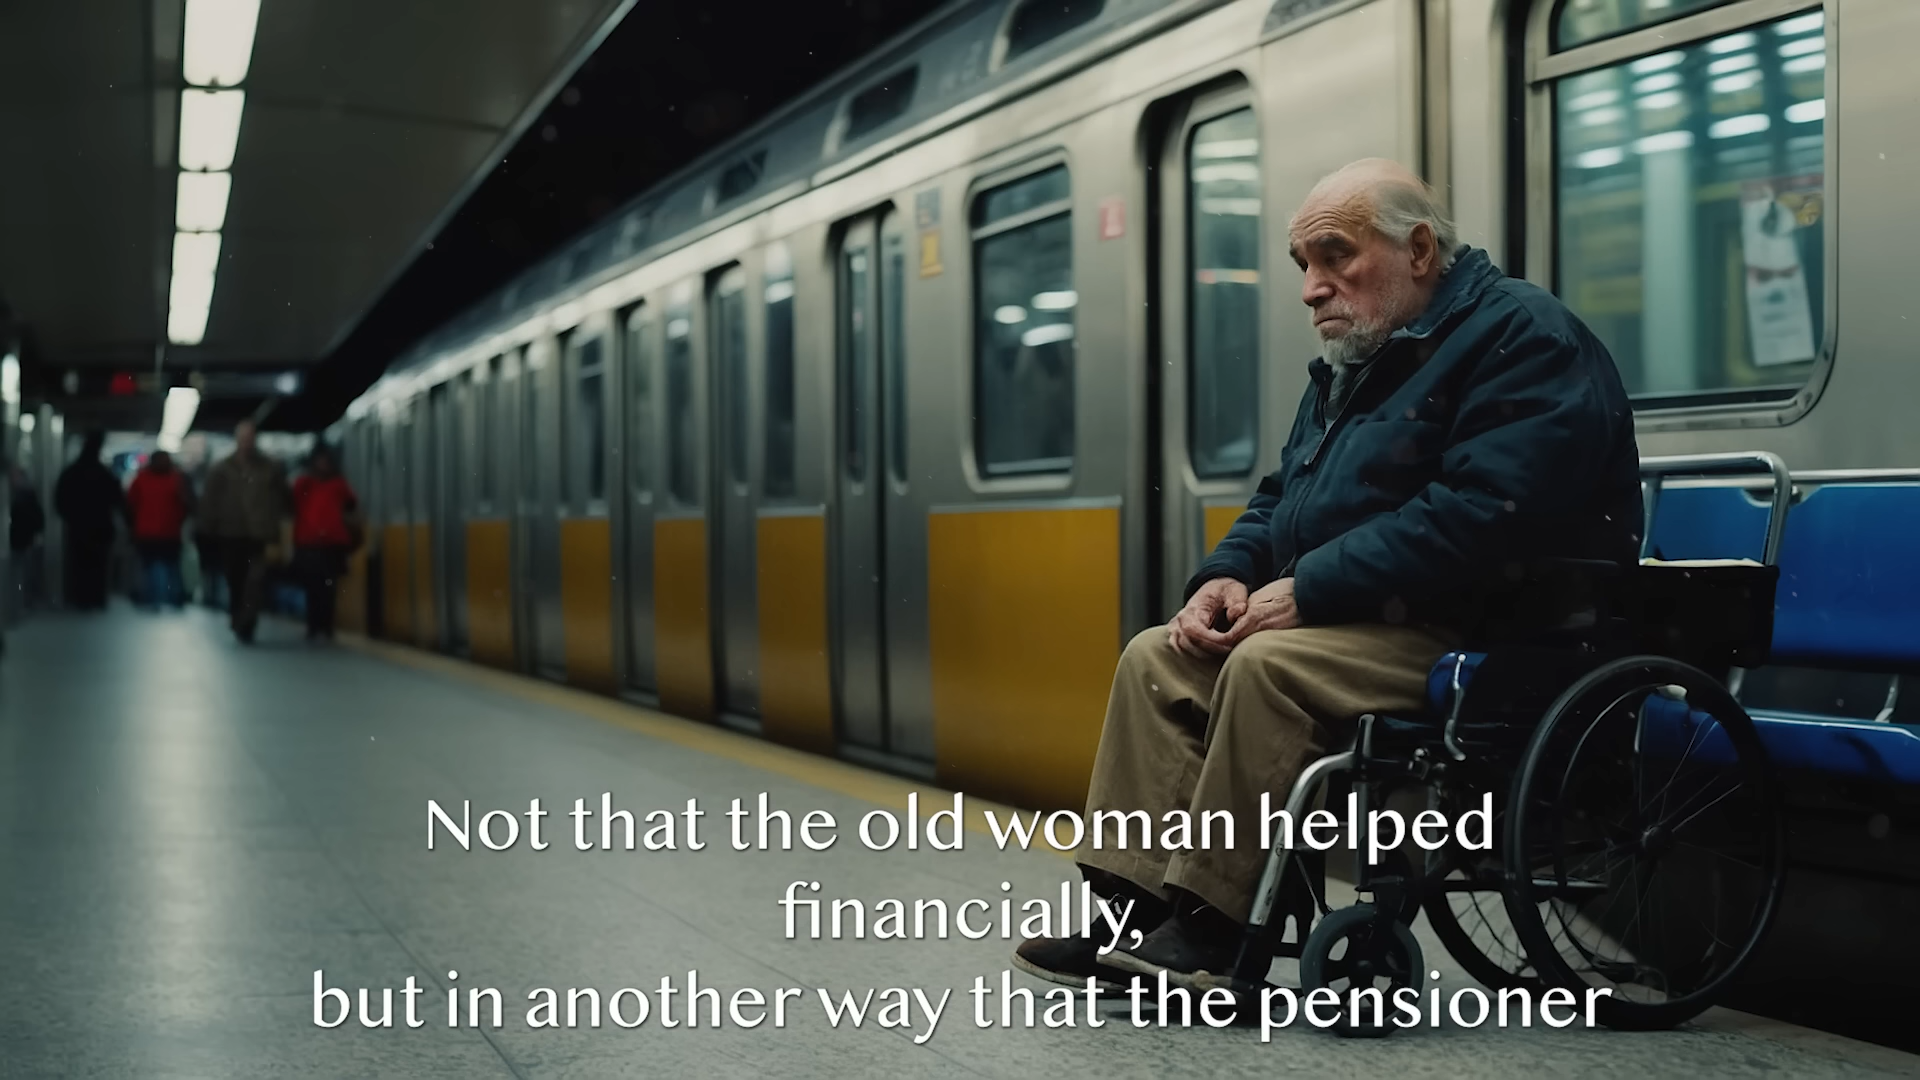 Not that the old woman helped
financially,
but in another way that the pensioner